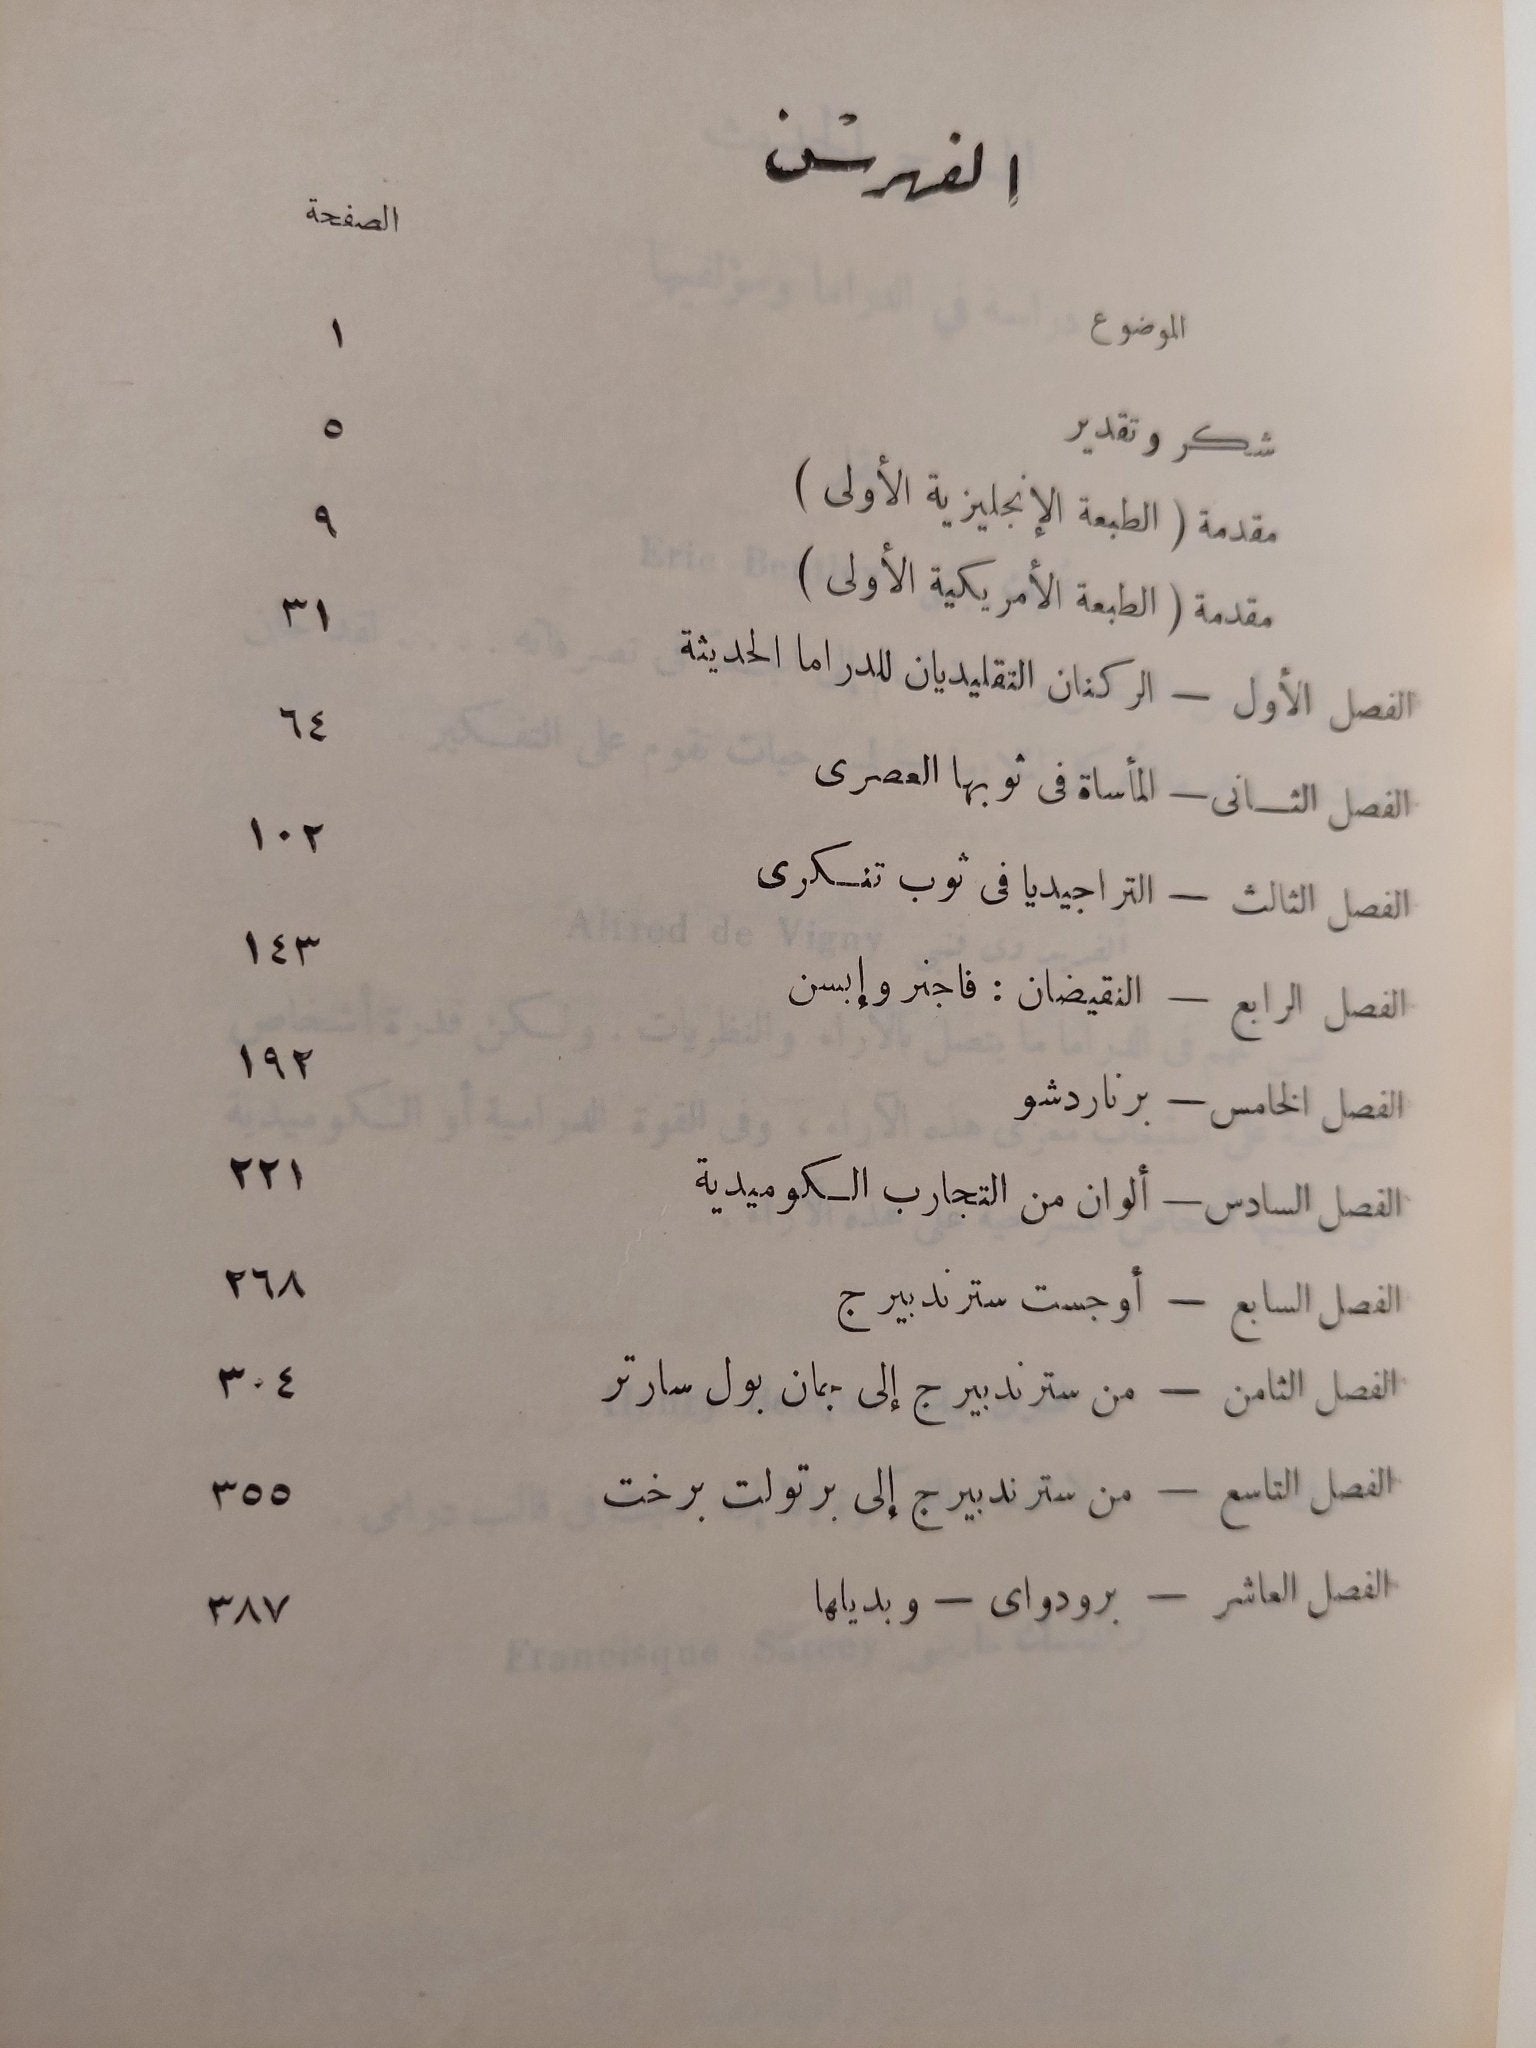 الفهرست
الموضوع الصفحة
شكر وتقدير ١
مقدمة ( الطبعة الإنجليزية الأولى ) ٥
مقدمة ( الطبعة الأمريكية الأولى ) ٩
الفصل الأول — الركنان التقليديان للدراما الحديثة ٣١
الفصل الثـانى — المأساة فى ثوبها العصرى ٦٤
الفصل الثالث — التراجيديا فى ثوب تفـكرى ١٠٢
الفصل الرابع — النقيضان : فاجنر وإبسن ١٤٣
الفصل الخامس — برناردشو ١٩٢
الفصل السادس — ألوان من التجارب الـكوميدية ٢٢١
الفصل السابع — أوجست سترندبيرج ٢٦٨
الفصل الثامن — من سترندبيرج إلى جان بول سارتر ٣٠٤
الفصل التاسع — من سترندبيرج إلى برتولت برخت ٣٥٥
الفصل العاشر — برودواى — وبديلها ٣٨٧